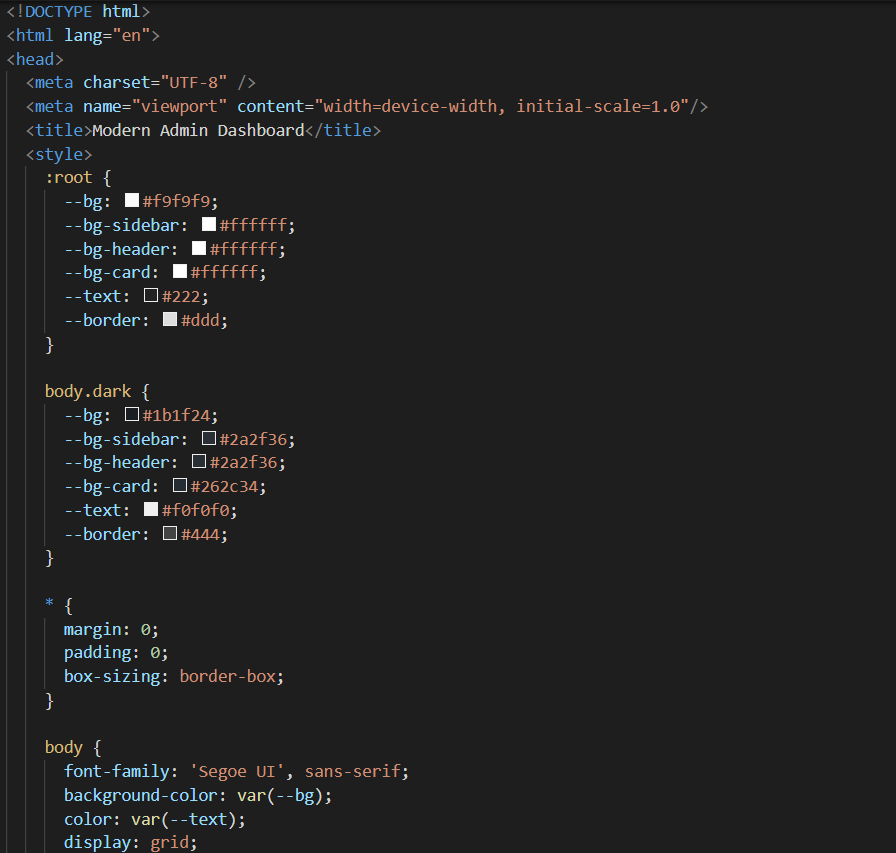 <!DOCTYPE html>
<html lang="en">
<head>
  <meta charset="UTF-8" />
  <meta name="viewport" content="width=device-width, initial-scale=1.0"/>
  <title>Modern Admin Dashboard</title>
  <style>
    :root {
      --bg: #f9f9f9;
      --bg-sidebar: #ffffff;
      --bg-header: #ffffff;
      --bg-card: #ffffff;
      --text: #222;
      --border: #ddd;
    }

    body.dark {
      --bg: #1b1f24;
      --bg-sidebar: #2a2f36;
      --bg-header: #2a2f36;
      --bg-card: #262c34;
      --text: #f0f0f0;
      --border: #444;
    }

    * {
      margin: 0;
      padding: 0;
      box-sizing: border-box;
    }

    body {
      font-family: 'Segoe UI', sans-serif;
      background-color: var(--bg);
      color: var(--text);
      display: grid;